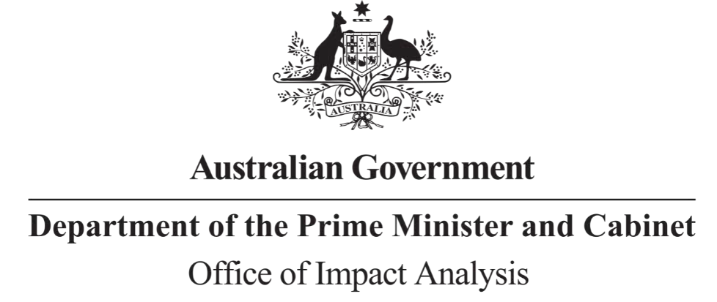 AUSTRALIA
Australian Government
Department of the Prime Minister and Cabinet
Office of Impact Analysis